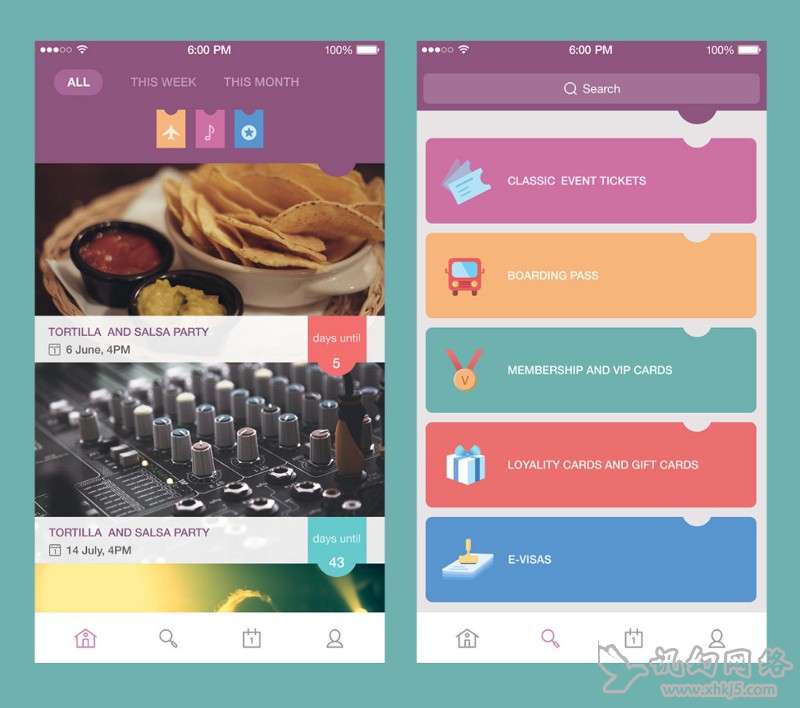 6:00 PM
100%
ALL
THIS WEEK
THIS MONTH
TORTILLA AND SALSA PARTY
6 June, 4PM
days until
5
TORTILLA AND SALSA PARTY
14 July, 4PM
days until
43
1
6:00 PM
100%
Search
CLASSIC EVENT TICKETS
BOARDING PASS
V
MEMBERSHIP AND VIP CARDS
LOYALITY CARDS AND GIFT CARDS
E-VISAS
1
讯幻网络
www.xhkj5.com